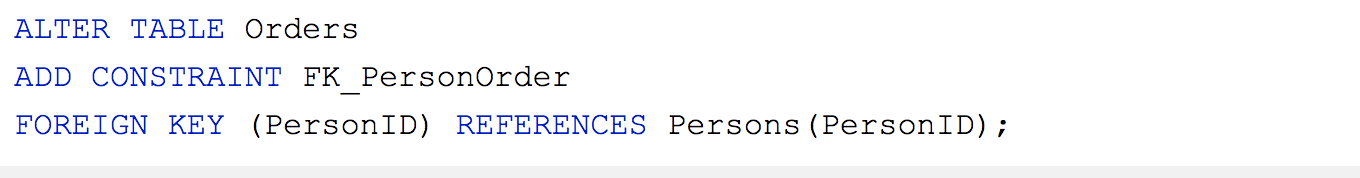 ALTER TABLE Orders
ADD CONSTRAINT FK_PersonOrder
FOREIGN KEY (PersonID) REFERENCES Persons(PersonID);